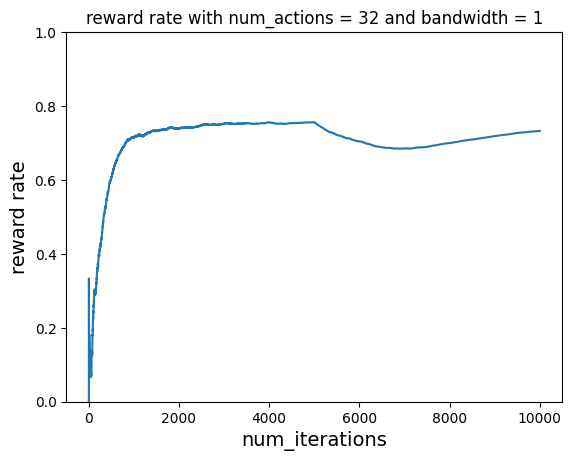 reward rate with num_actions = 32 and bandwidth = 1
1.0
0.8
0.6
0.4
0.2
0.0
reward rate
0 2000 4000 6000 8000 10000
num_iterations